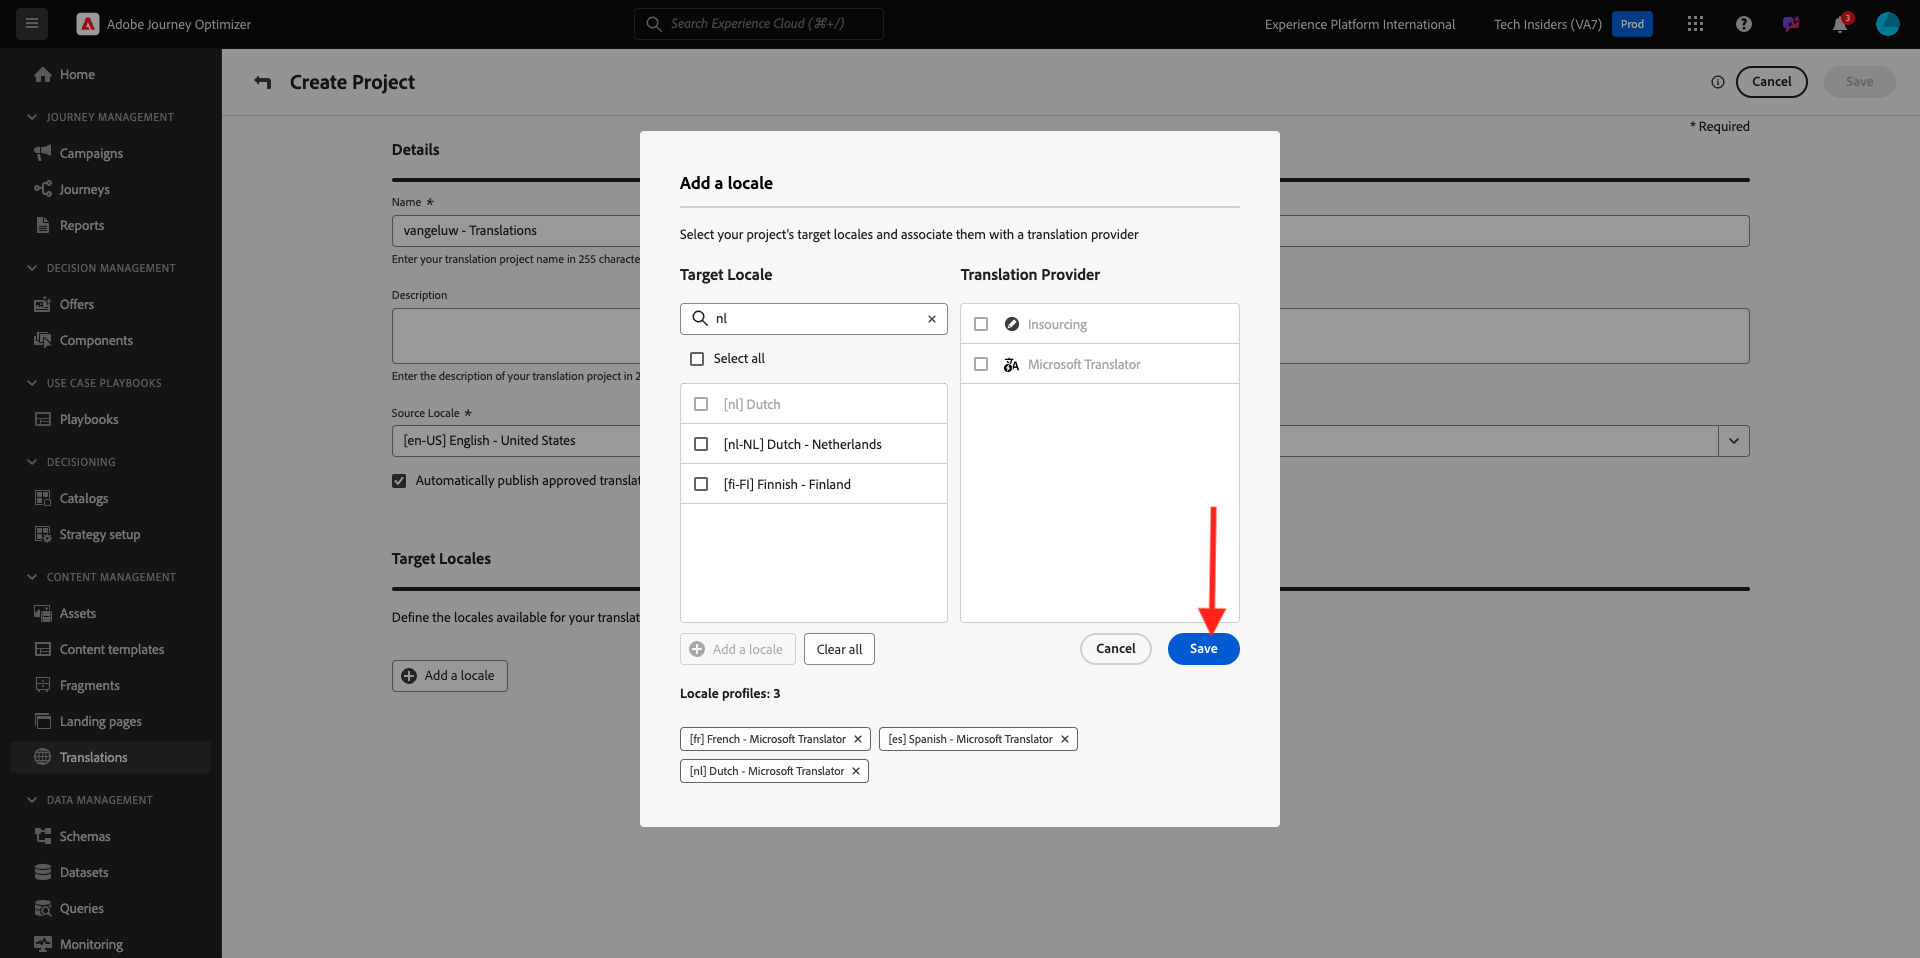 Adobe Journey Optimizer
Search Experience Cloud (⌘+/)
Experience Platform International
Tech Insiders (VA7)
Prod
3
Home
JOURNEY MANAGEMENT
Campaigns
Journeys
Reports
DECISION MANAGEMENT
Offers
Components
USE CASE PLAYBOOKS
Playbooks
DECISIONING
Catalogs
Strategy setup
CONTENT MANAGEMENT
Assets
Content templates
Fragments
Landing pages
Translations
DATA MANAGEMENT
Schemas
Datasets
Queries
Monitoring
Create Project
Cancel
Save
* Required
Details
Name *
vangeluw - Translations
Enter your translation project name in 255 characte
Description
Enter the description of your translation project in 2
Source Locale *
[en-US] English - United States
Automatically publish approved translat
Target Locales
Define the locales available for your translat
Add a locale
Add a locale
Select your project's target locales and associate them with a translation provider
Target Locale
nl
Select all
[nl] Dutch
[nl-NL] Dutch - Netherlands
[fi-FI] Finnish - Finland
Translation Provider
Insourcing
Microsoft Translator
Add a locale
Clear all
Cancel
Save
Locale profiles: 3
[fr] French - Microsoft Translator
[es] Spanish - Microsoft Translator
[nl] Dutch - Microsoft Translator